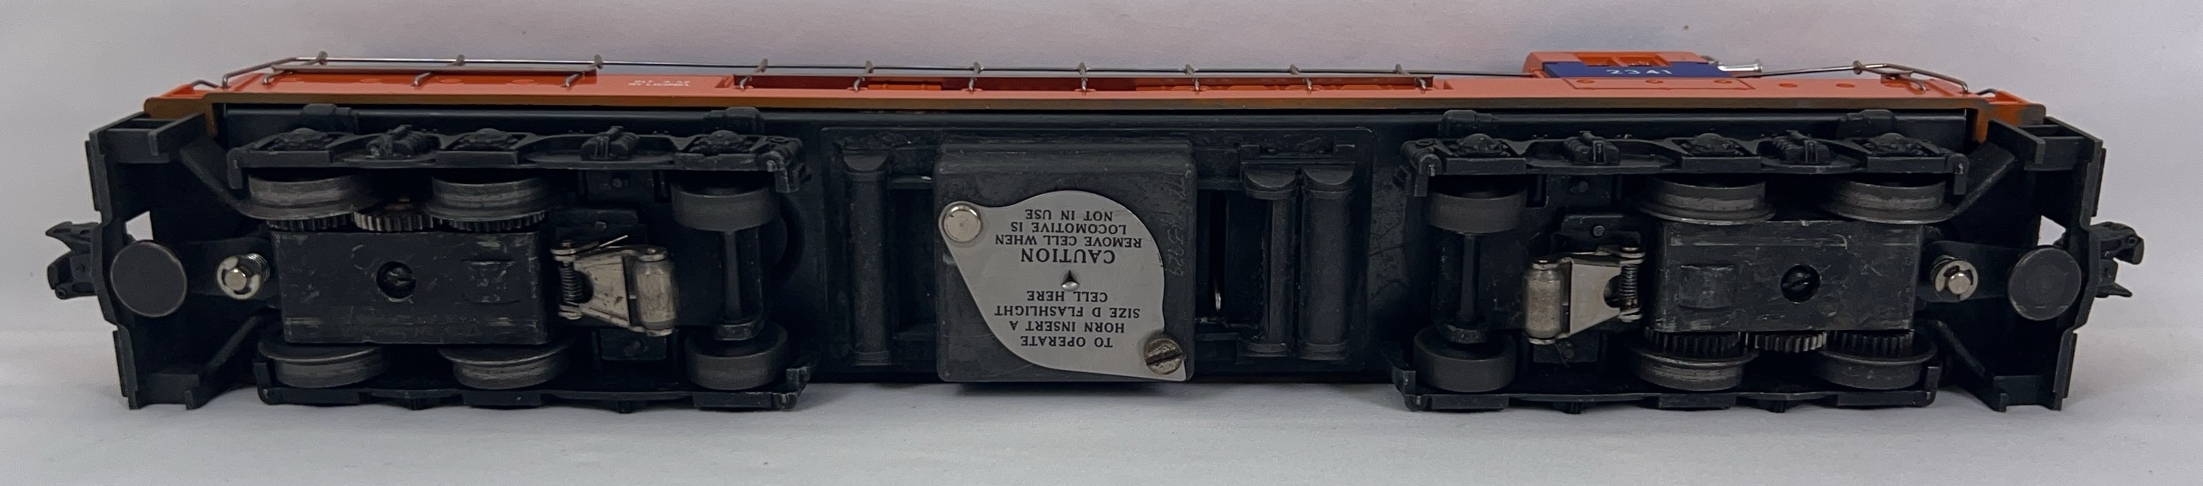 2341
TO OPERATE
HORN INSERT A
SIZE D FLASHLIGHT
CELL HERE
CAUTION
REMOVE CELL WHEN
LOCOMOTIVE IS
NOT IN USE